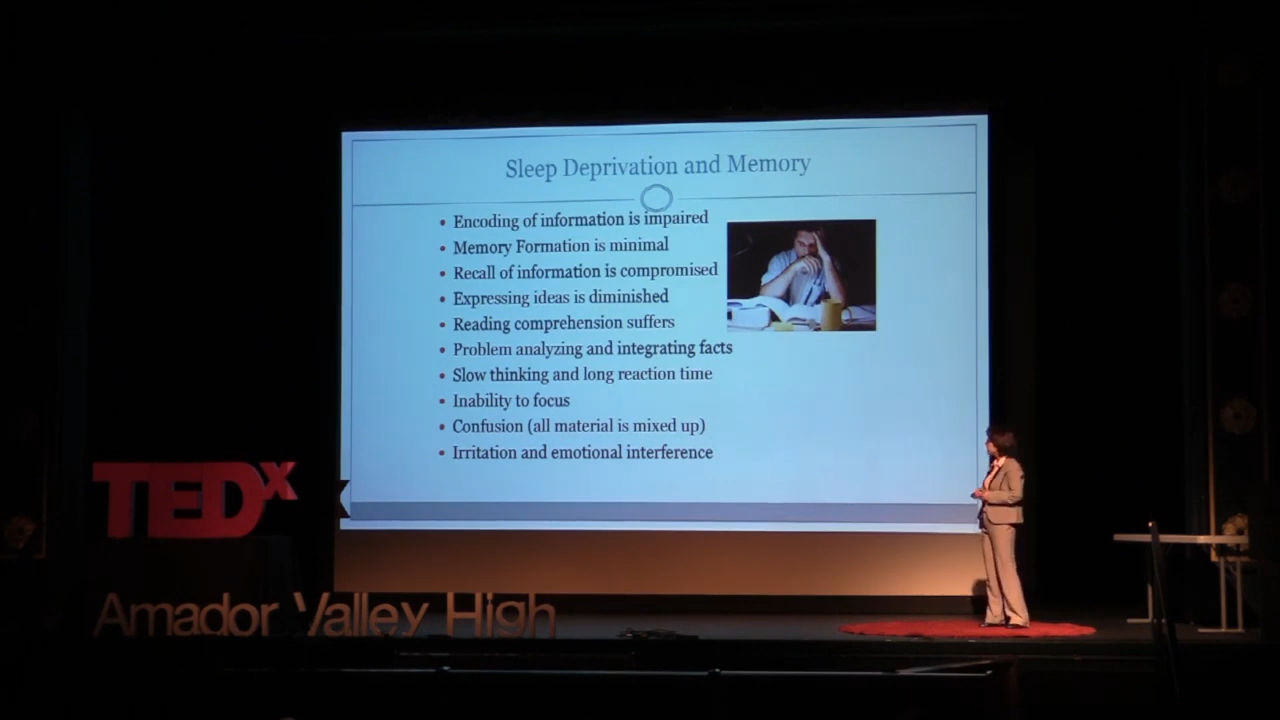 Sleep Deprivation and Memory
• Encoding of information is impaired
• Memory Formation is minimal
• Recall of information is compromised
• Expressing ideas is diminished
• Reading comprehension suffers
• Problem analyzing and integrating facts
• Slow thinking and long reaction time
• Inability to focus
• Confusion (all material is mixed up)
• Irritation and emotional interference
TEDx
Amador Valley High